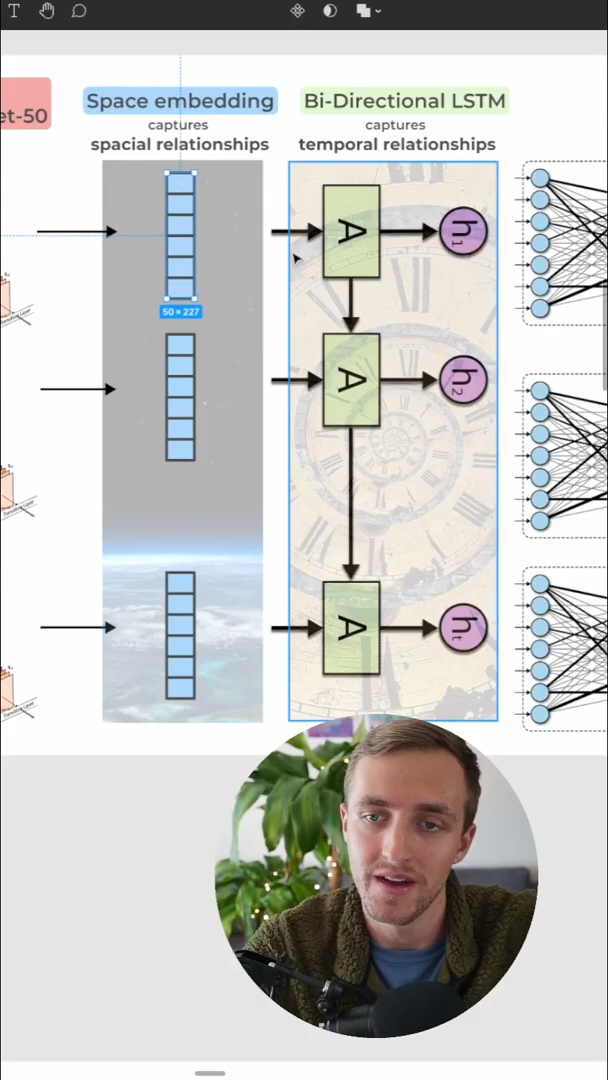 et-50
Space embedding
captures
spacial relationships
Bi-Directional LSTM
captures
temporal relationships
50 × 227
A
h1
A
h2
A
ht